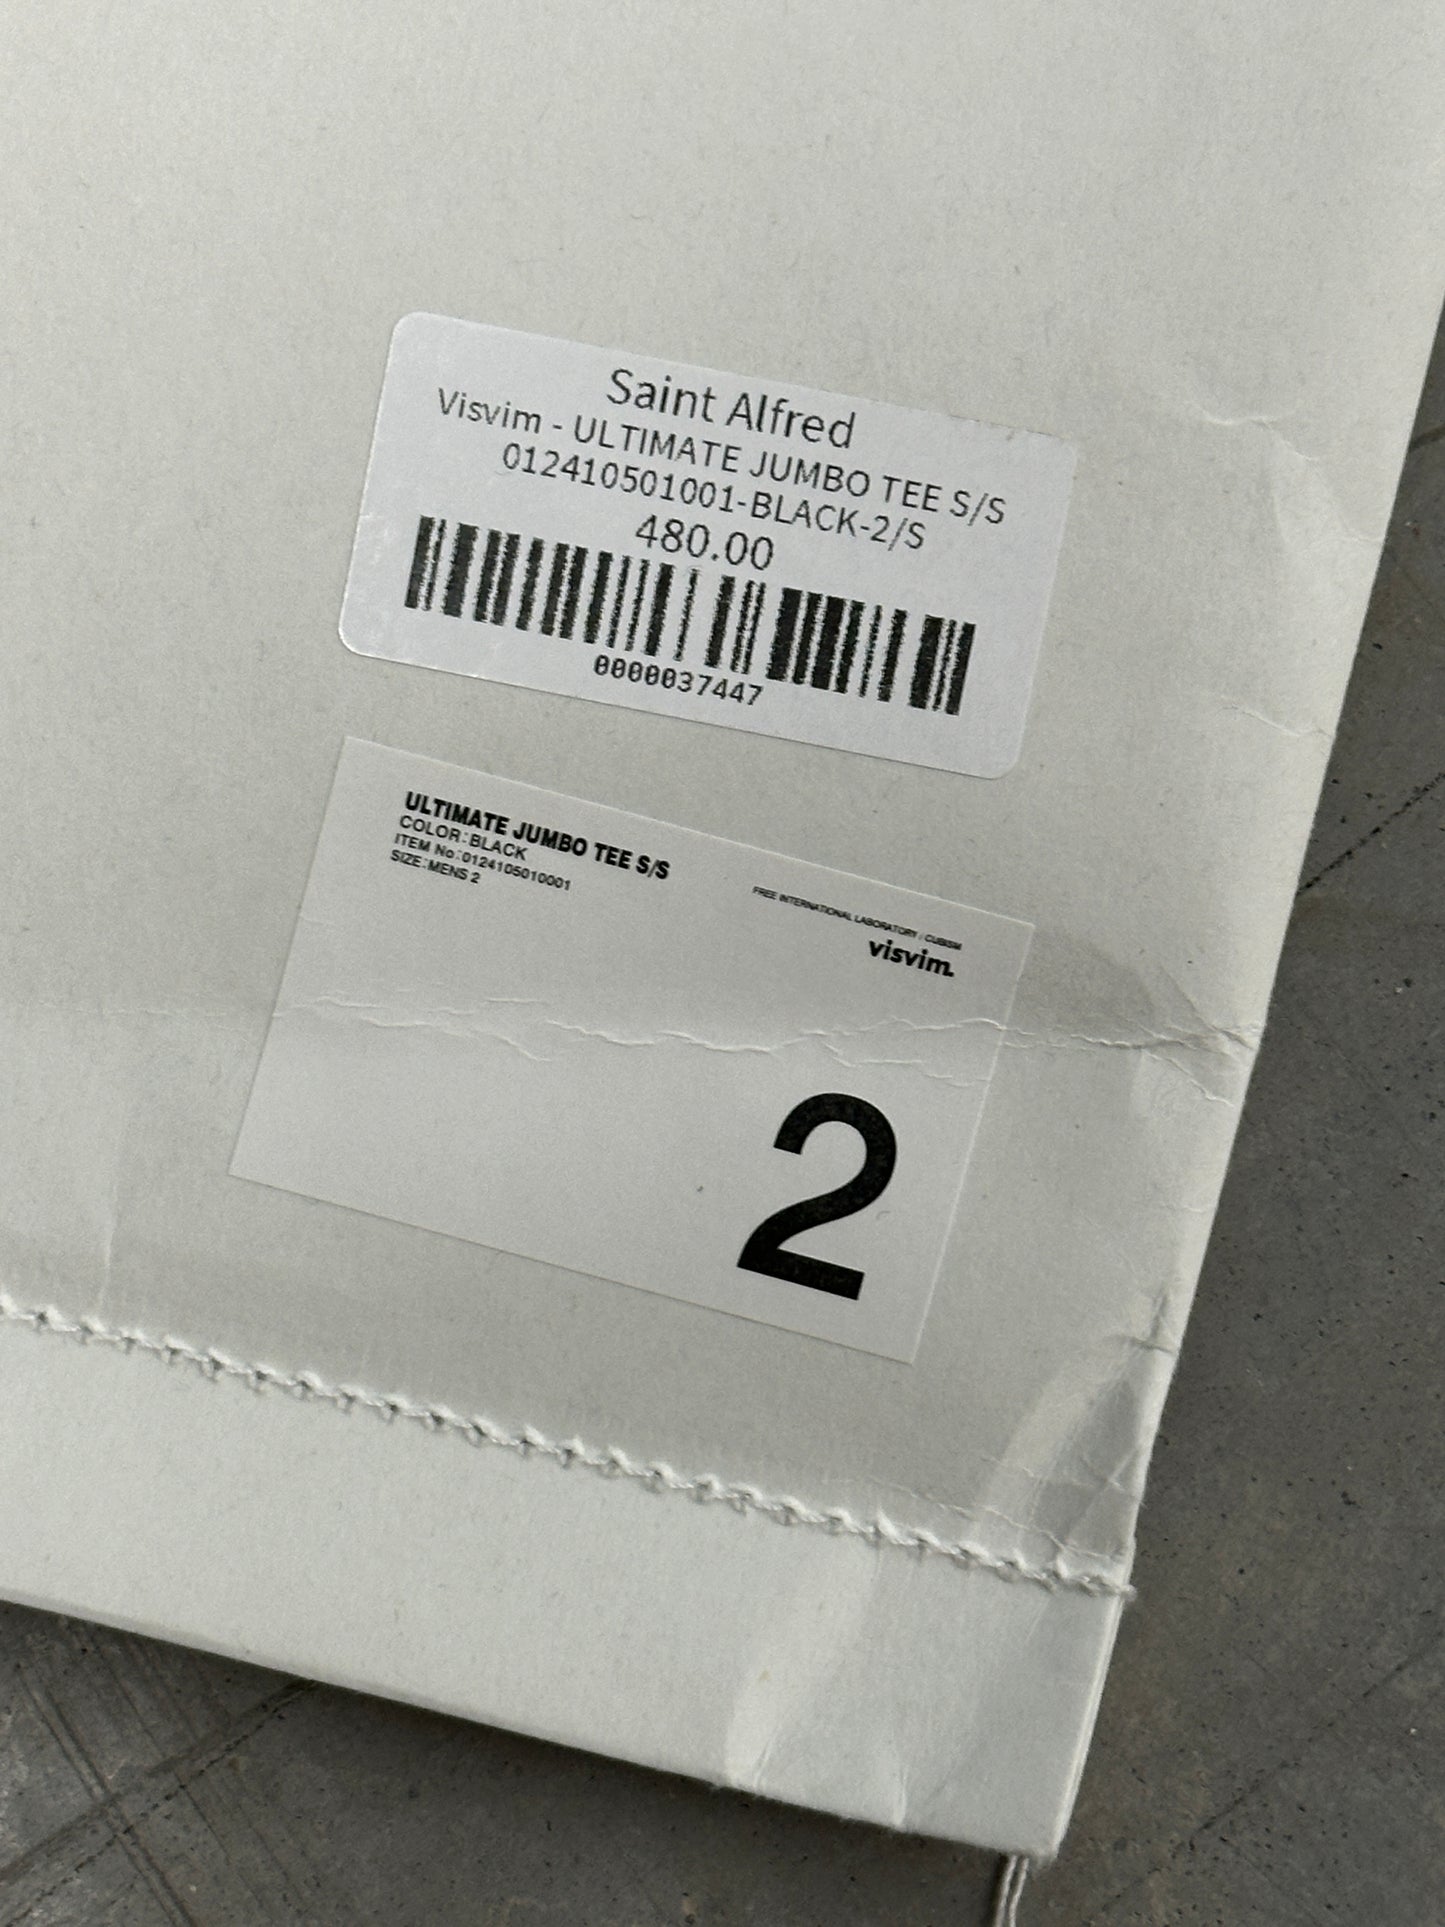 Saint Alfred
Visvim - ULTIMATE JUMBO TEE S/S
012410501001-BLACK-2/S
480.00
0000037447
ULTIMATE JUMBO TEE S/S
COLOR:BLACK
ITEM No.:0124105010001
SIZE:MENS 2
FREE INTERNATIONAL LABORATORY / CUBISM
visvim.
2